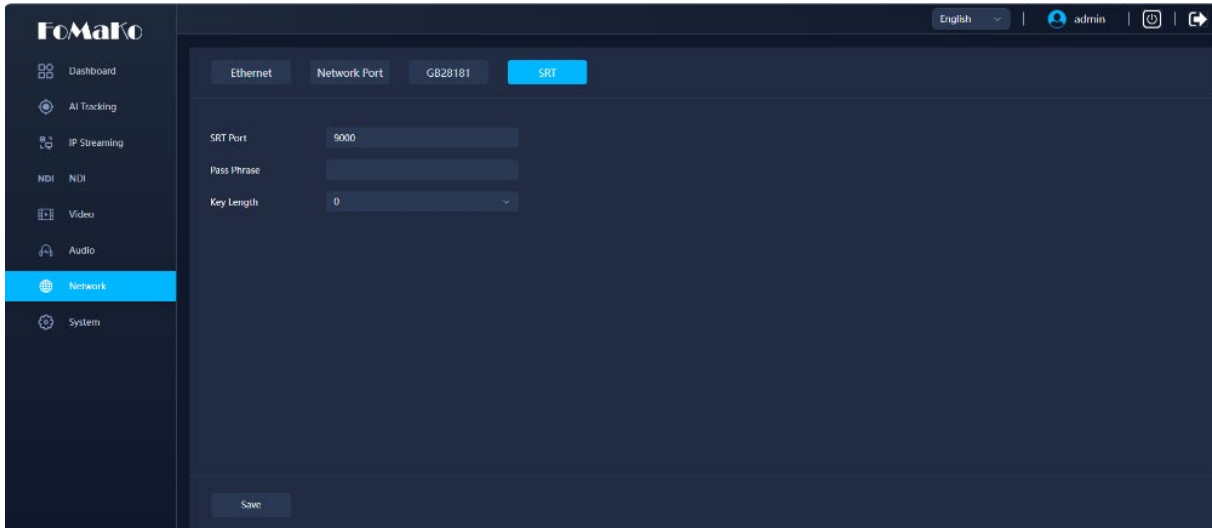 FoMaKo
English
admin
Dashboard
AI Tracking
IP Streaming
NDI NDI
Video
Audio
Network
System
Ethernet Network Port GB28181 SRT
SRT Port 9000
Pass Phrase
Key Length 0
Save